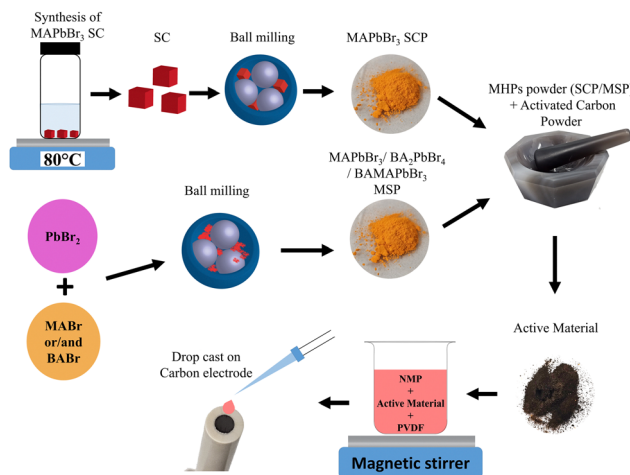 Synthesis of
MAPbBr₃ SC
80°C
SC
Ball milling
MAPbBr₃ SCP
MHPs powder (SCP/MSP
+ Activated Carbon
Powder
PbBr₂
+
MABr
or/and
BABr
Ball milling
MAPbBr₃/ BA₂PbBr₄
/ BAMAPbBr₃
MSP
Active Material
NMP
+
Active Material
+
PVDF
Magnetic stirrer
Drop cast on
Carbon electrode